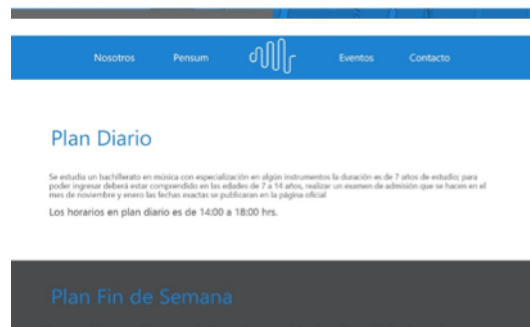 Nosotros Pensum Eventos Contacto
Plan Diario
Se estudia un bachillerato en música con especialización en algún instrumentos la duración es de 7 años de estudio; para
poder ingresar deberá estar comprendido en las edades de 7 a 14 años, realizar un examen de admisión que se hacen en el
mes de noviembre y enero las fechas exactas se publicaran en la página oficial
Los horarios en plan diario es de 14:00 a 18:00 hrs.
Plan Fin de Semana